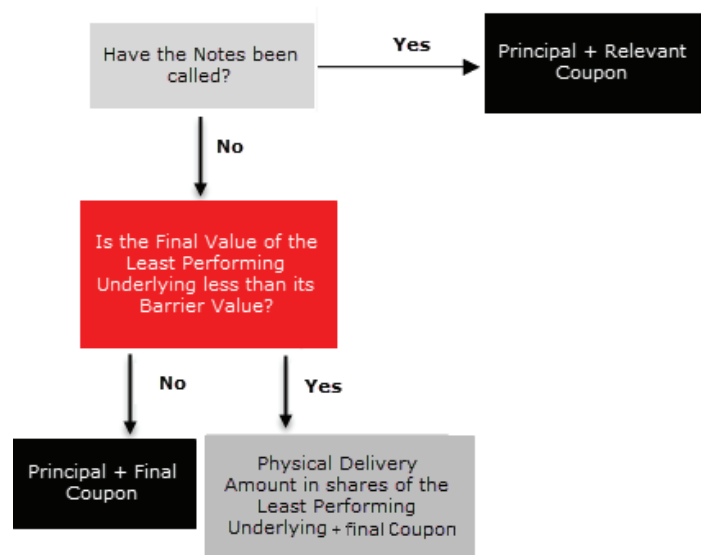 Have the Notes been
called?
Yes
Principal + Relevant
Coupon
No
Is the Final Value of the
Least Performing
Underlying less than its
Barrier Value?
No
Yes
Principal + Final
Coupon
Physical Delivery
Amount in shares of the
Least Performing
Underlying + final Coupon